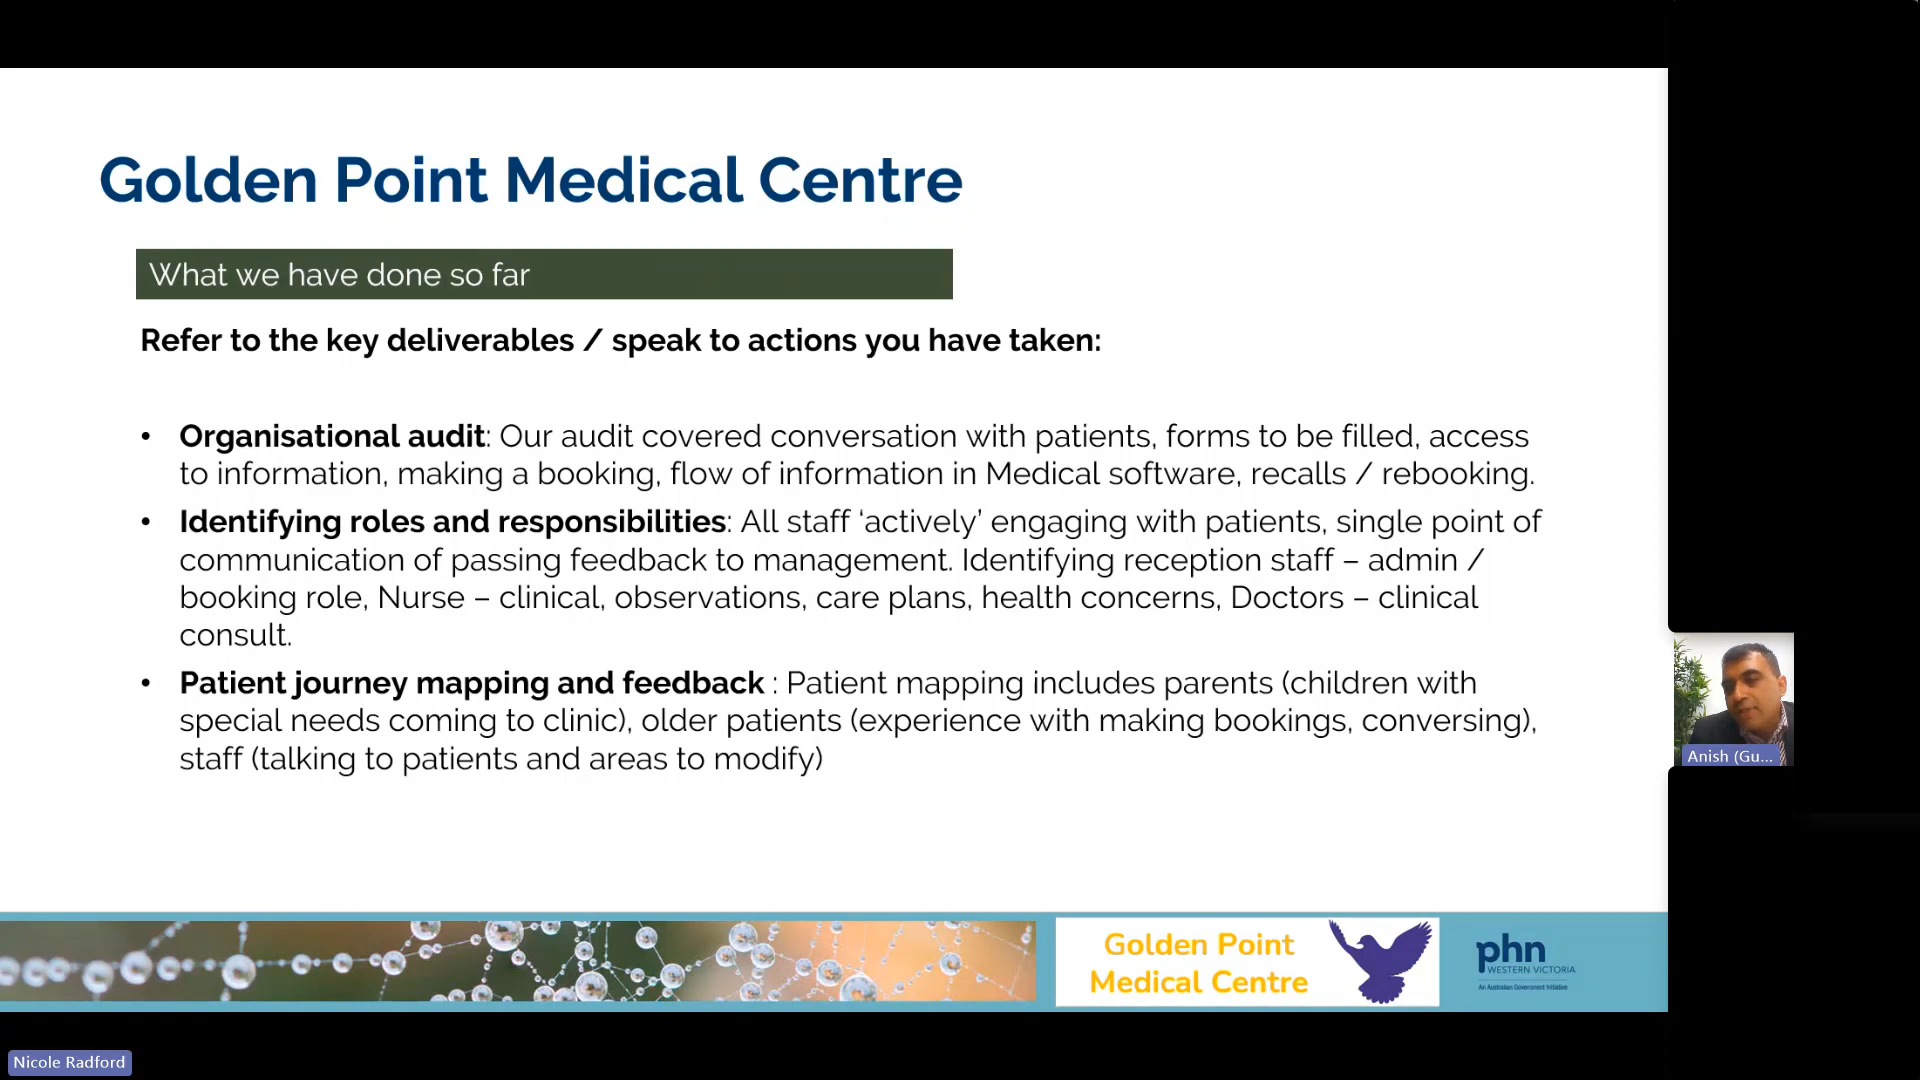 Golden Point Medical Centre
What we have done so far
Refer to the key deliverables / speak to actions you have taken:
• Organisational audit: Our audit covered conversation with patients, forms to be filled, access
to information, making a booking, flow of information in Medical software, recalls / rebooking.
• Identifying roles and responsibilities: All staff ‘actively’ engaging with patients, single point of
communication of passing feedback to management. Identifying reception staff – admin /
booking role, Nurse – clinical, observations, care plans, health concerns, Doctors – clinical
consult.
• Patient journey mapping and feedback : Patient mapping includes parents (children with
special needs coming to clinic), older patients (experience with making bookings, conversing),
staff (talking to patients and areas to modify)
Anish (Gu...
Golden Point
Medical Centre
phn
WESTERN VICTORIA
An Australian Government Initiative
Nicole Radford